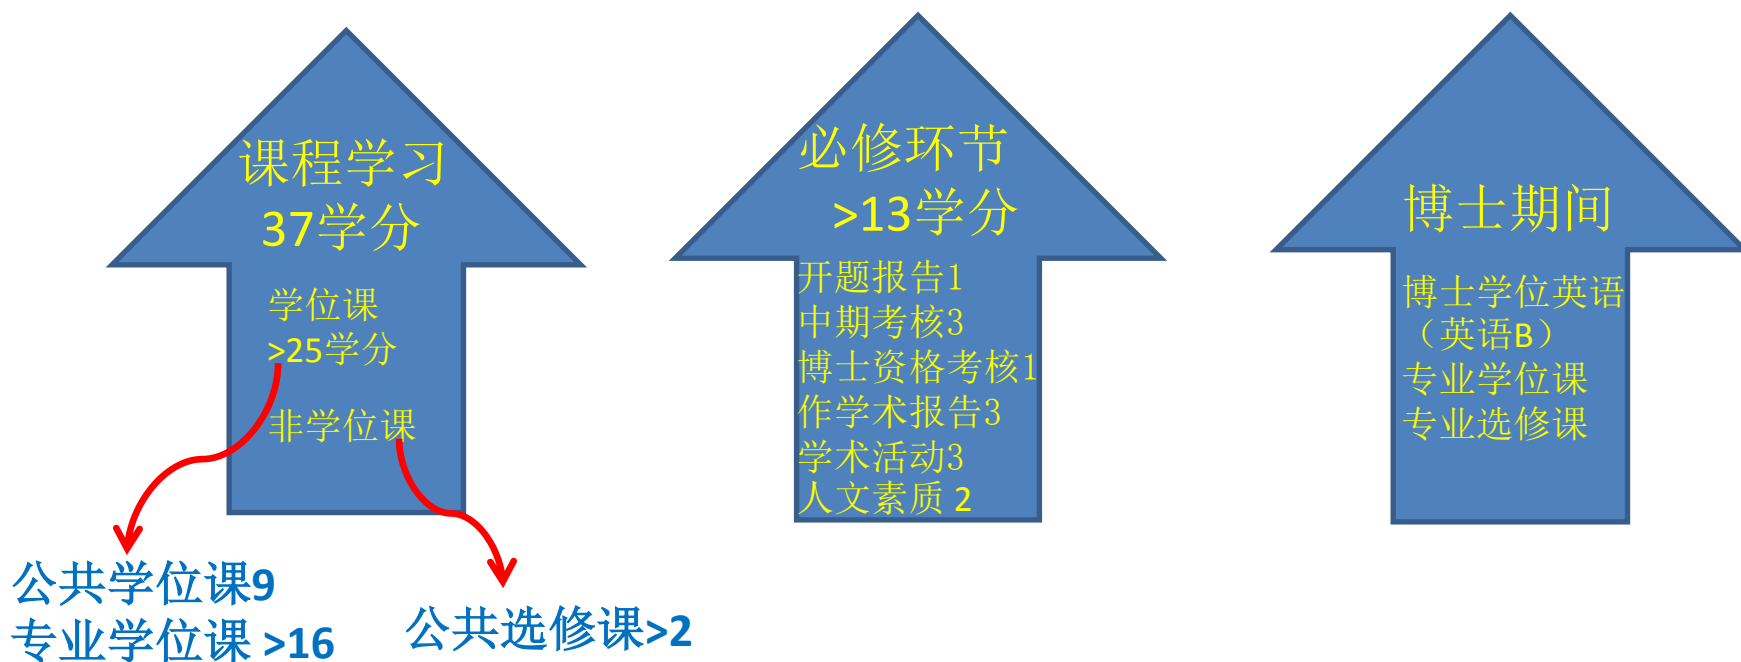 课程学习
37学分
学位课
>25学分
非学位课
公共学位课9
专业学位课 >16
公共选修课>2
必修环节
>13学分
开题报告1
中期考核3
博士资格考核1
作学术报告3
学术活动3
人文素质 2
博士期间
博士学位英语
（英语B）
专业学位课
专业选修课